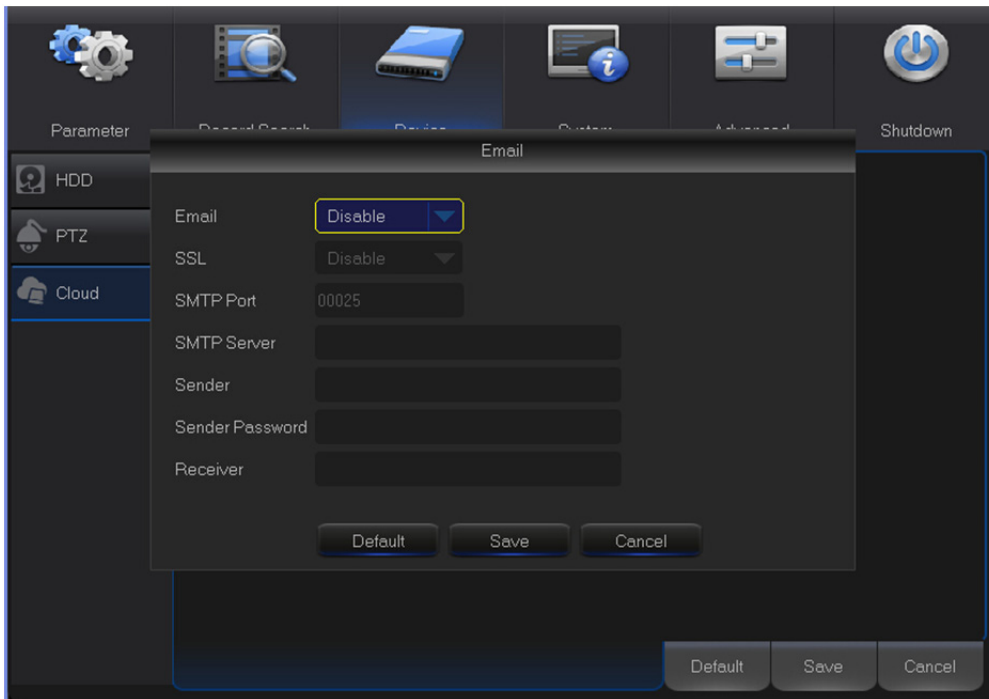 Parameter
Shutdown
Email
HDD
PTZ
Cloud
Email Disable
SSL Disable
SMTP Port 00025
SMTP Server
Sender
Sender Password
Receiver
Default Save Cancel
Default Save Cancel